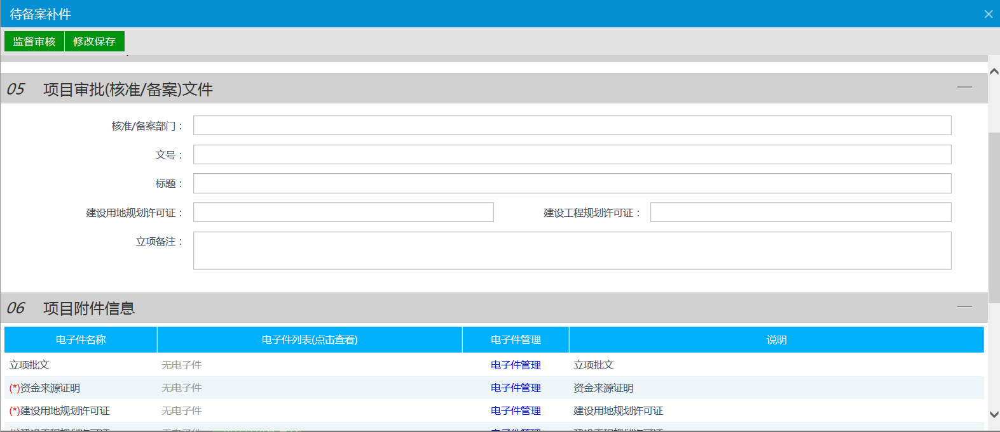 待备案补件
监督审核 修改保存
05 项目审批(核准/备案)文件
核准/备案部门：
文号：
标题：
建设用地规划许可证： 建设工程规划许可证：
立项备注：
06 项目附件信息
电子件名称 电子件列表(点击查看) 电子件管理 说明
立项批文 无电子件 电子件管理 立项批文
(*)资金来源证明 无电子件 电子件管理 资金来源证明
(*)建设用地规划许可证 无电子件 电子件管理 建设用地规划许可证